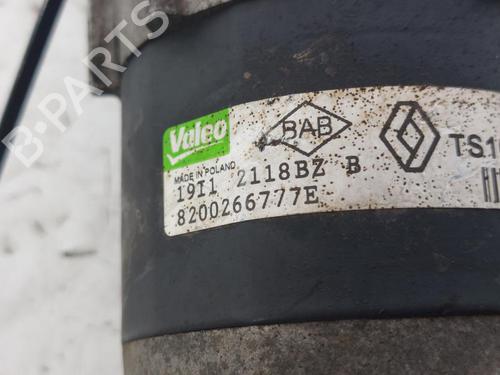 Valeo
BAB
TS1
MADE IN POLAND
19I1 2118BZ B
8200266777E
B-PARTS